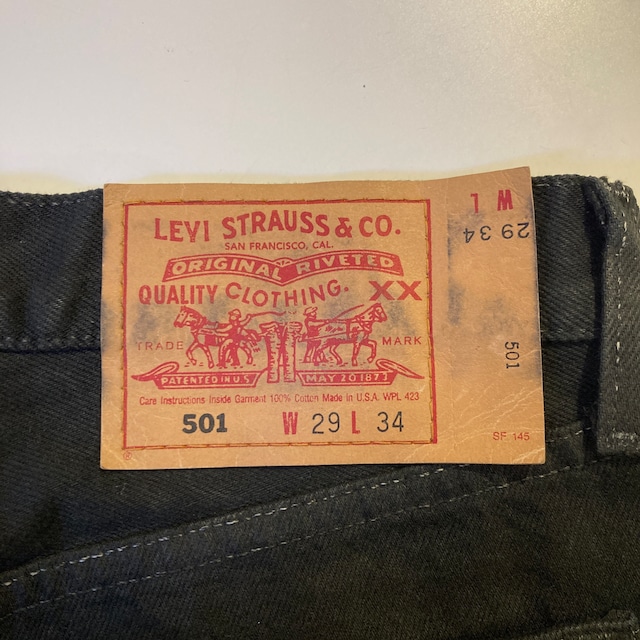 LEVI STRAUSS & CO.
SAN FRANCISCO, CAL.
ORIGINAL RIVETED
QUALITY CLOTHING. XX
TRADE MARK
PATENTED IN U.S. MAY 20 1873
Care Instructions Inside Garment 100% Cotton Made in U.S.A. WPL 423
501 W 29 L 34
®
W L
29 34
501
SF 145